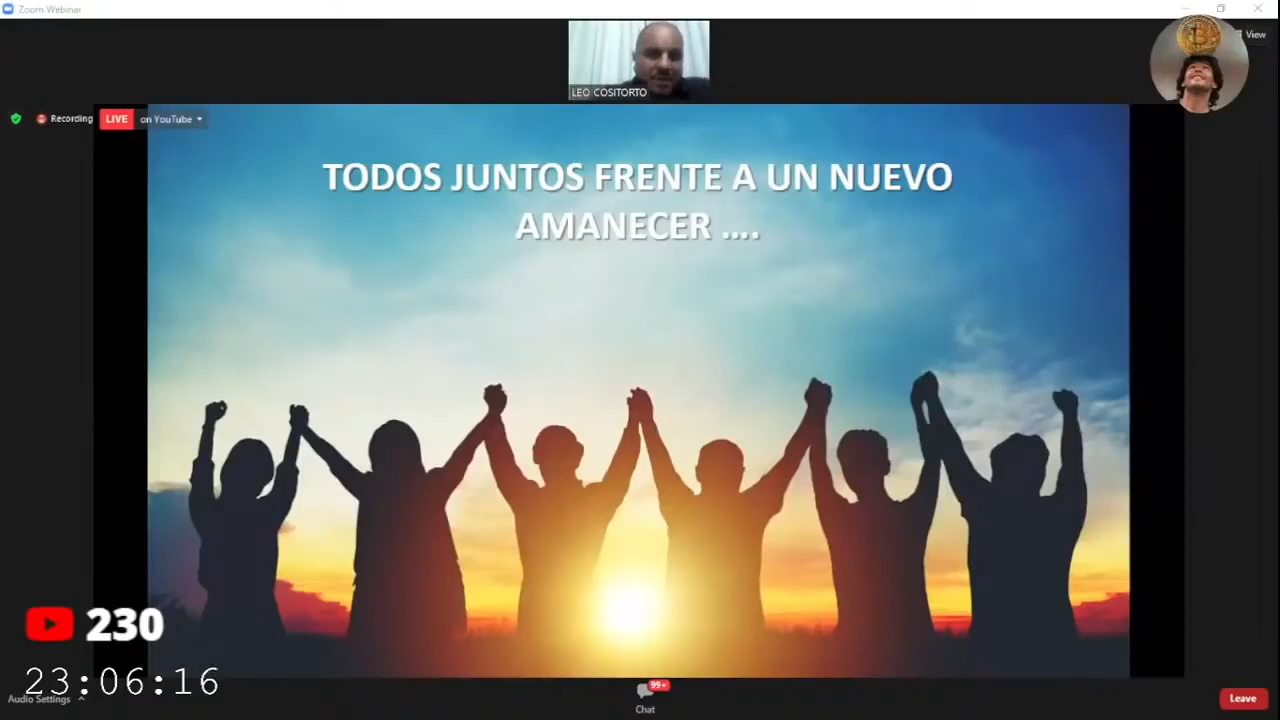 Zoom Webinar
View
LEO COSITORTO
Recording
LIVE on YouTube
TODOS JUNTOS FRENTE A UN NUEVO
AMANECER ....
230
23:06:16
Audio Settings
99+
Chat
Leave